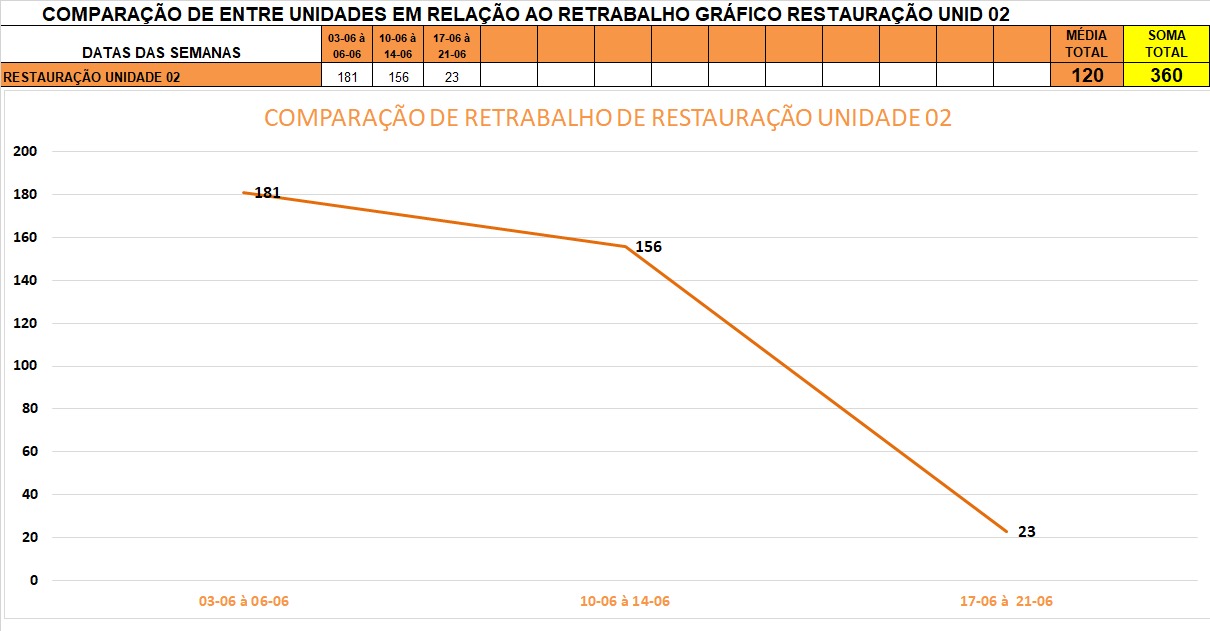 COMPARAÇÃO DE ENTRE UNIDADES EM RELAÇÃO AO RETRABALHO GRÁFICO RESTAURAÇÃO UNID 02
DATAS DAS SEMANAS 03-06 à 06-06 10-06 à 14-06 17-06 à 21-06 MÉDIA TOTAL SOMA TOTAL
RESTAURAÇÃO UNIDADE 02 181 156 23 120 360
COMPARAÇÃO DE RETRABALHO DE RESTAURAÇÃO UNIDADE 02
200
180
160
140
120
100
80
60
40
20
0
181
156
23
03-06 à 06-06 10-06 à 14-06 17-06 à 21-06